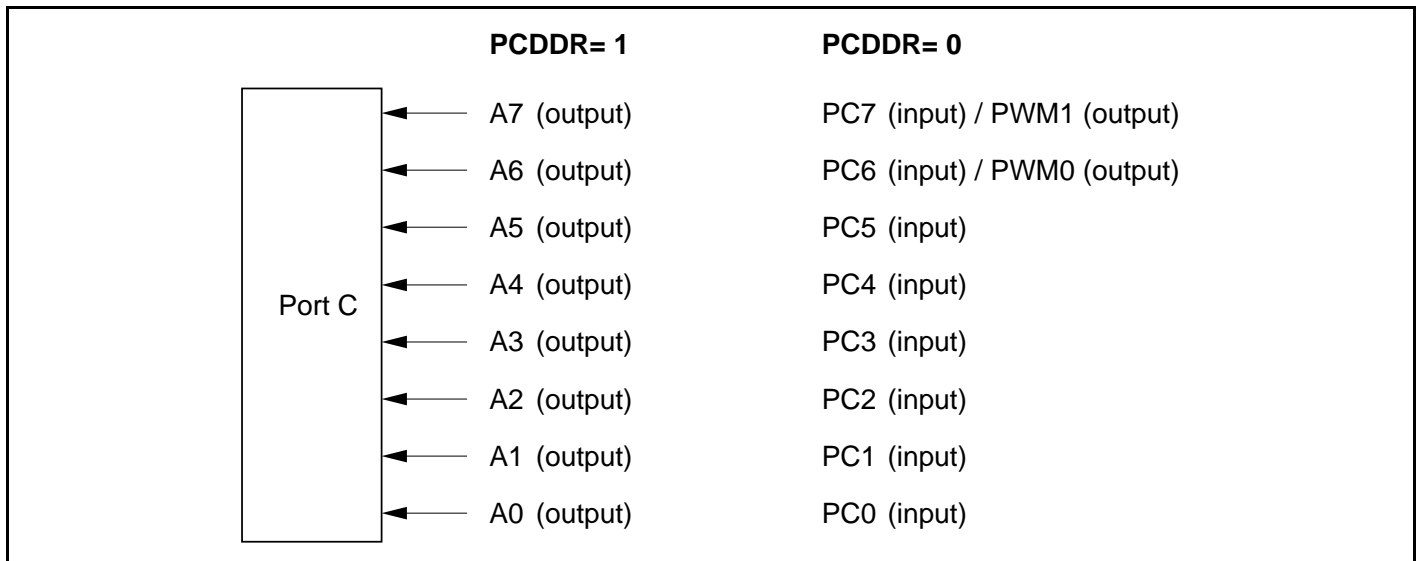 PCDDR= 1 PCDDR= 0
A7 (output) PC7 (input) / PWM1 (output)
A6 (output) PC6 (input) / PWM0 (output)
A5 (output) PC5 (input)
A4 (output) PC4 (input)
Port C
A3 (output) PC3 (input)
A2 (output) PC2 (input)
A1 (output) PC1 (input)
A0 (output) PC0 (input)